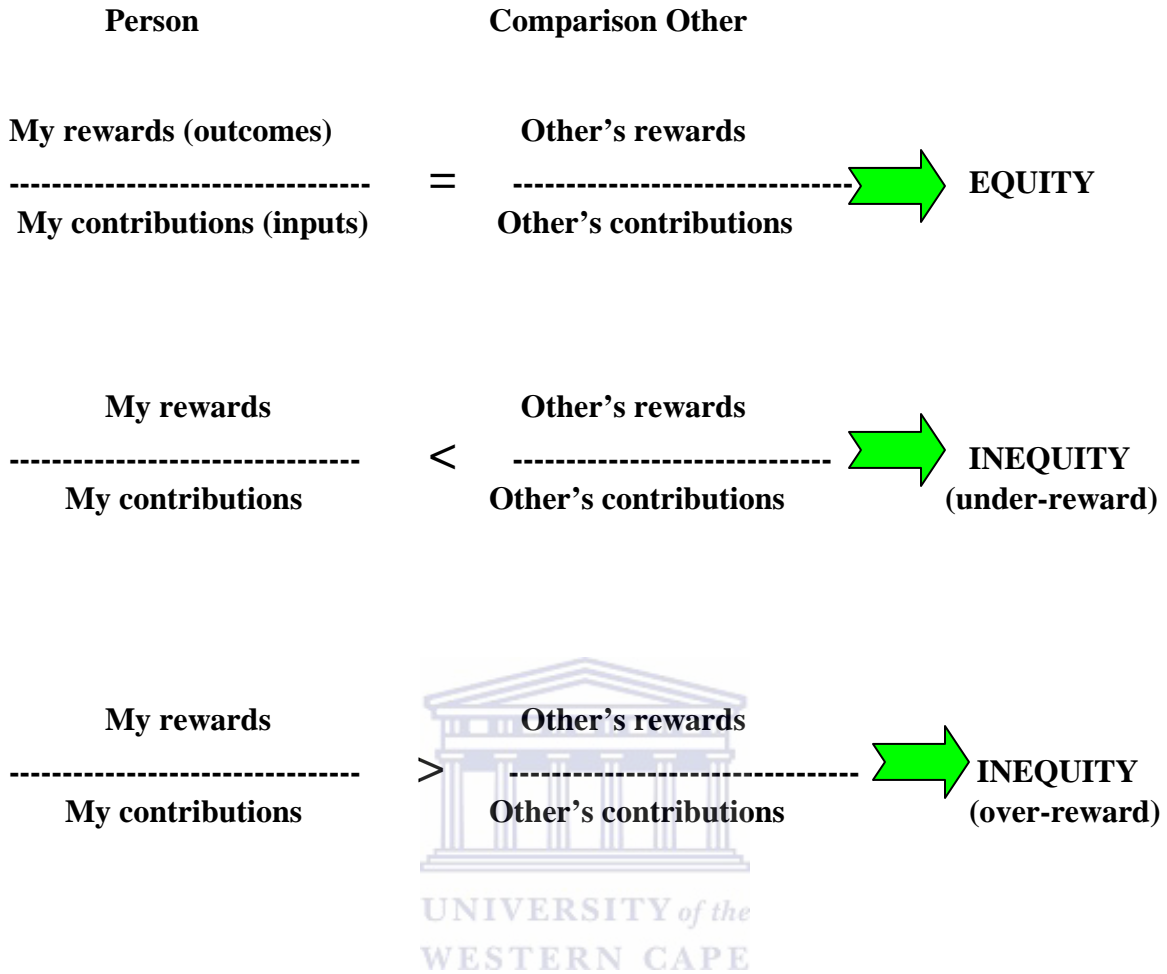 Person Comparison Other
My rewards (outcomes) Other’s rewards
---------------------------------- = -------------------------------- EQUITY
My contributions (inputs) Other’s contributions
My rewards Other’s rewards
--------------------------------- < ------------------------------ INEQUITY
My contributions Other’s contributions (under-reward)
My rewards Other’s rewards
--------------------------------- > --------------------------------- INEQUITY
My contributions Other’s contributions (over-reward)
UNIVERSITY of the
WESTERN CAPE